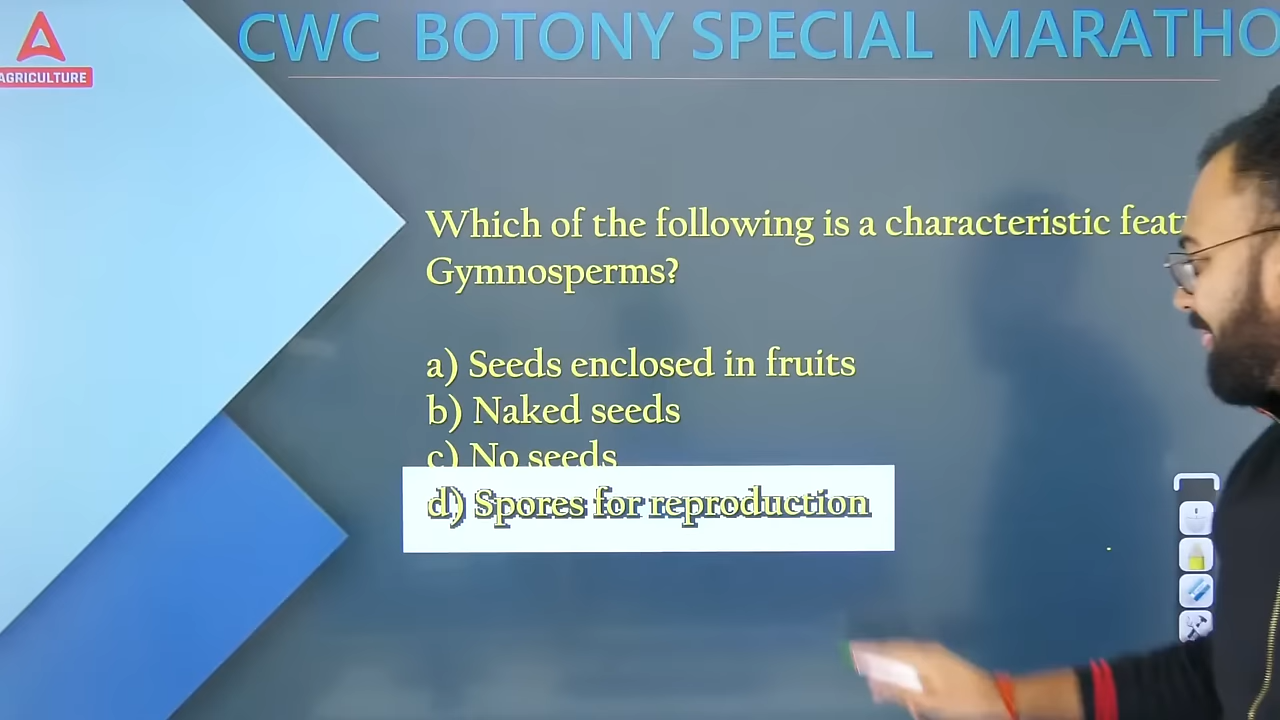 CWC BOTONY SPECIAL MARATHO
AGRICULTURE
Which of the following is a characteristic feat
Gymnosperms?
a) Seeds enclosed in fruits
b) Naked seeds
c) No seeds
d) Spores for reproduction